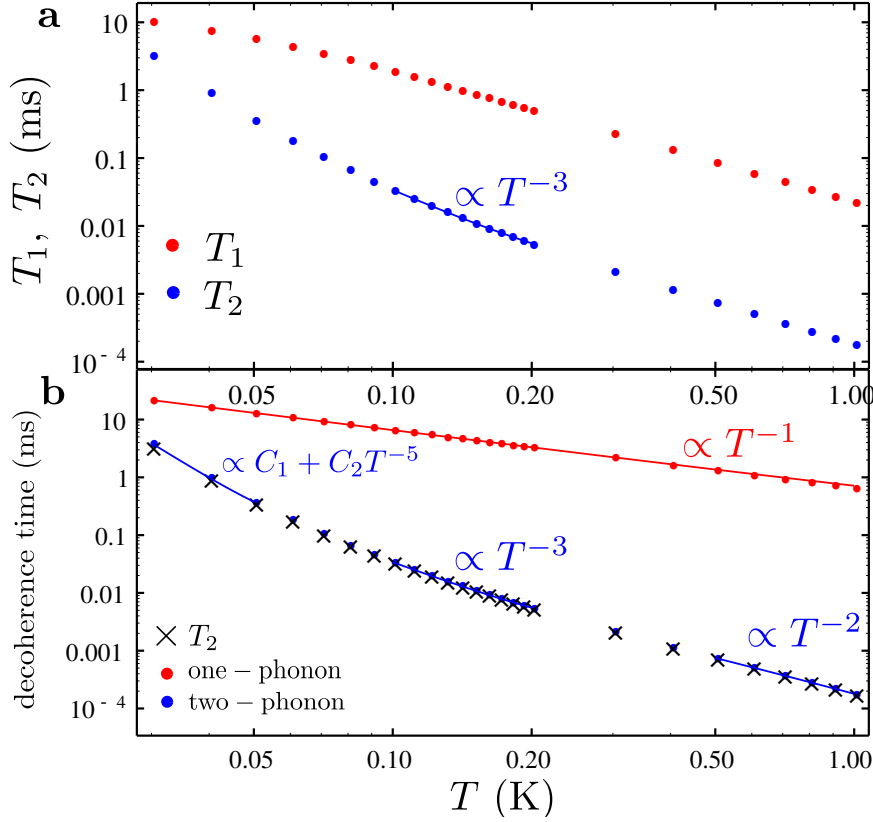 a
10
1
0.1
0.01
0.001
10⁻⁴
T₁, T₂ (ms)
∝ T⁻³
T₁
T₂
0.05 0.10 0.20 0.50 1.00
b
10
1
0.1
0.01
0.001
10⁻⁴
decoherence time (ms)
∝ T⁻¹
∝ C₁ + C₂T⁻⁵
∝ T⁻³
∝ T⁻²
T₂
one − phonon
two − phonon
0.05 0.10 0.20 0.50 1.00
T (K)